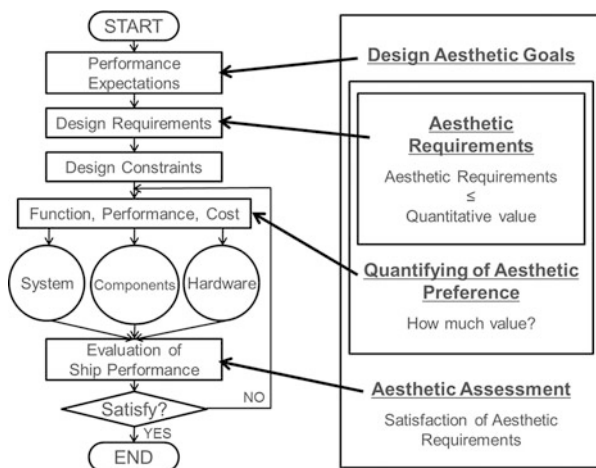 START
Performance
Expectations
Design Requirements
Design Constraints
Function, Performance, Cost
System
Components
Hardware
Evaluation of
Ship Performance
Satisfy?
NO
YES
END
Design Aesthetic Goals
Aesthetic
Requirements
Aesthetic Requirements
≤
Quantitative value
Quantifying of Aesthetic
Preference
How much value?
Aesthetic Assessment
Satisfaction of Aesthetic
Requirements